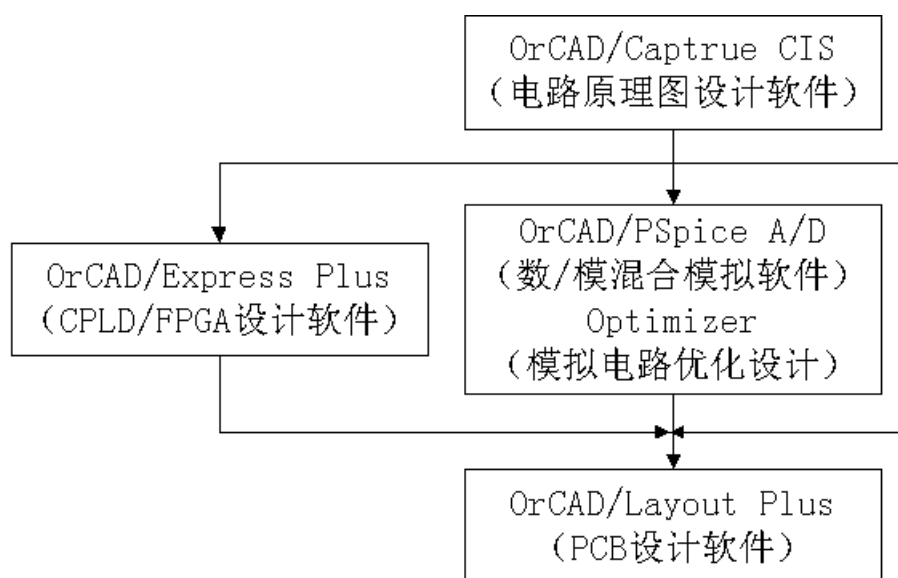 OrCAD/Captrue CIS
（电路原理图设计软件）
OrCAD/Express Plus
（CPLD/FPGA设计软件）
OrCAD/PSpice A/D
（数/模混合模拟软件）
Optimizer
（模拟电路优化设计）
OrCAD/Layout Plus
（PCB设计软件）